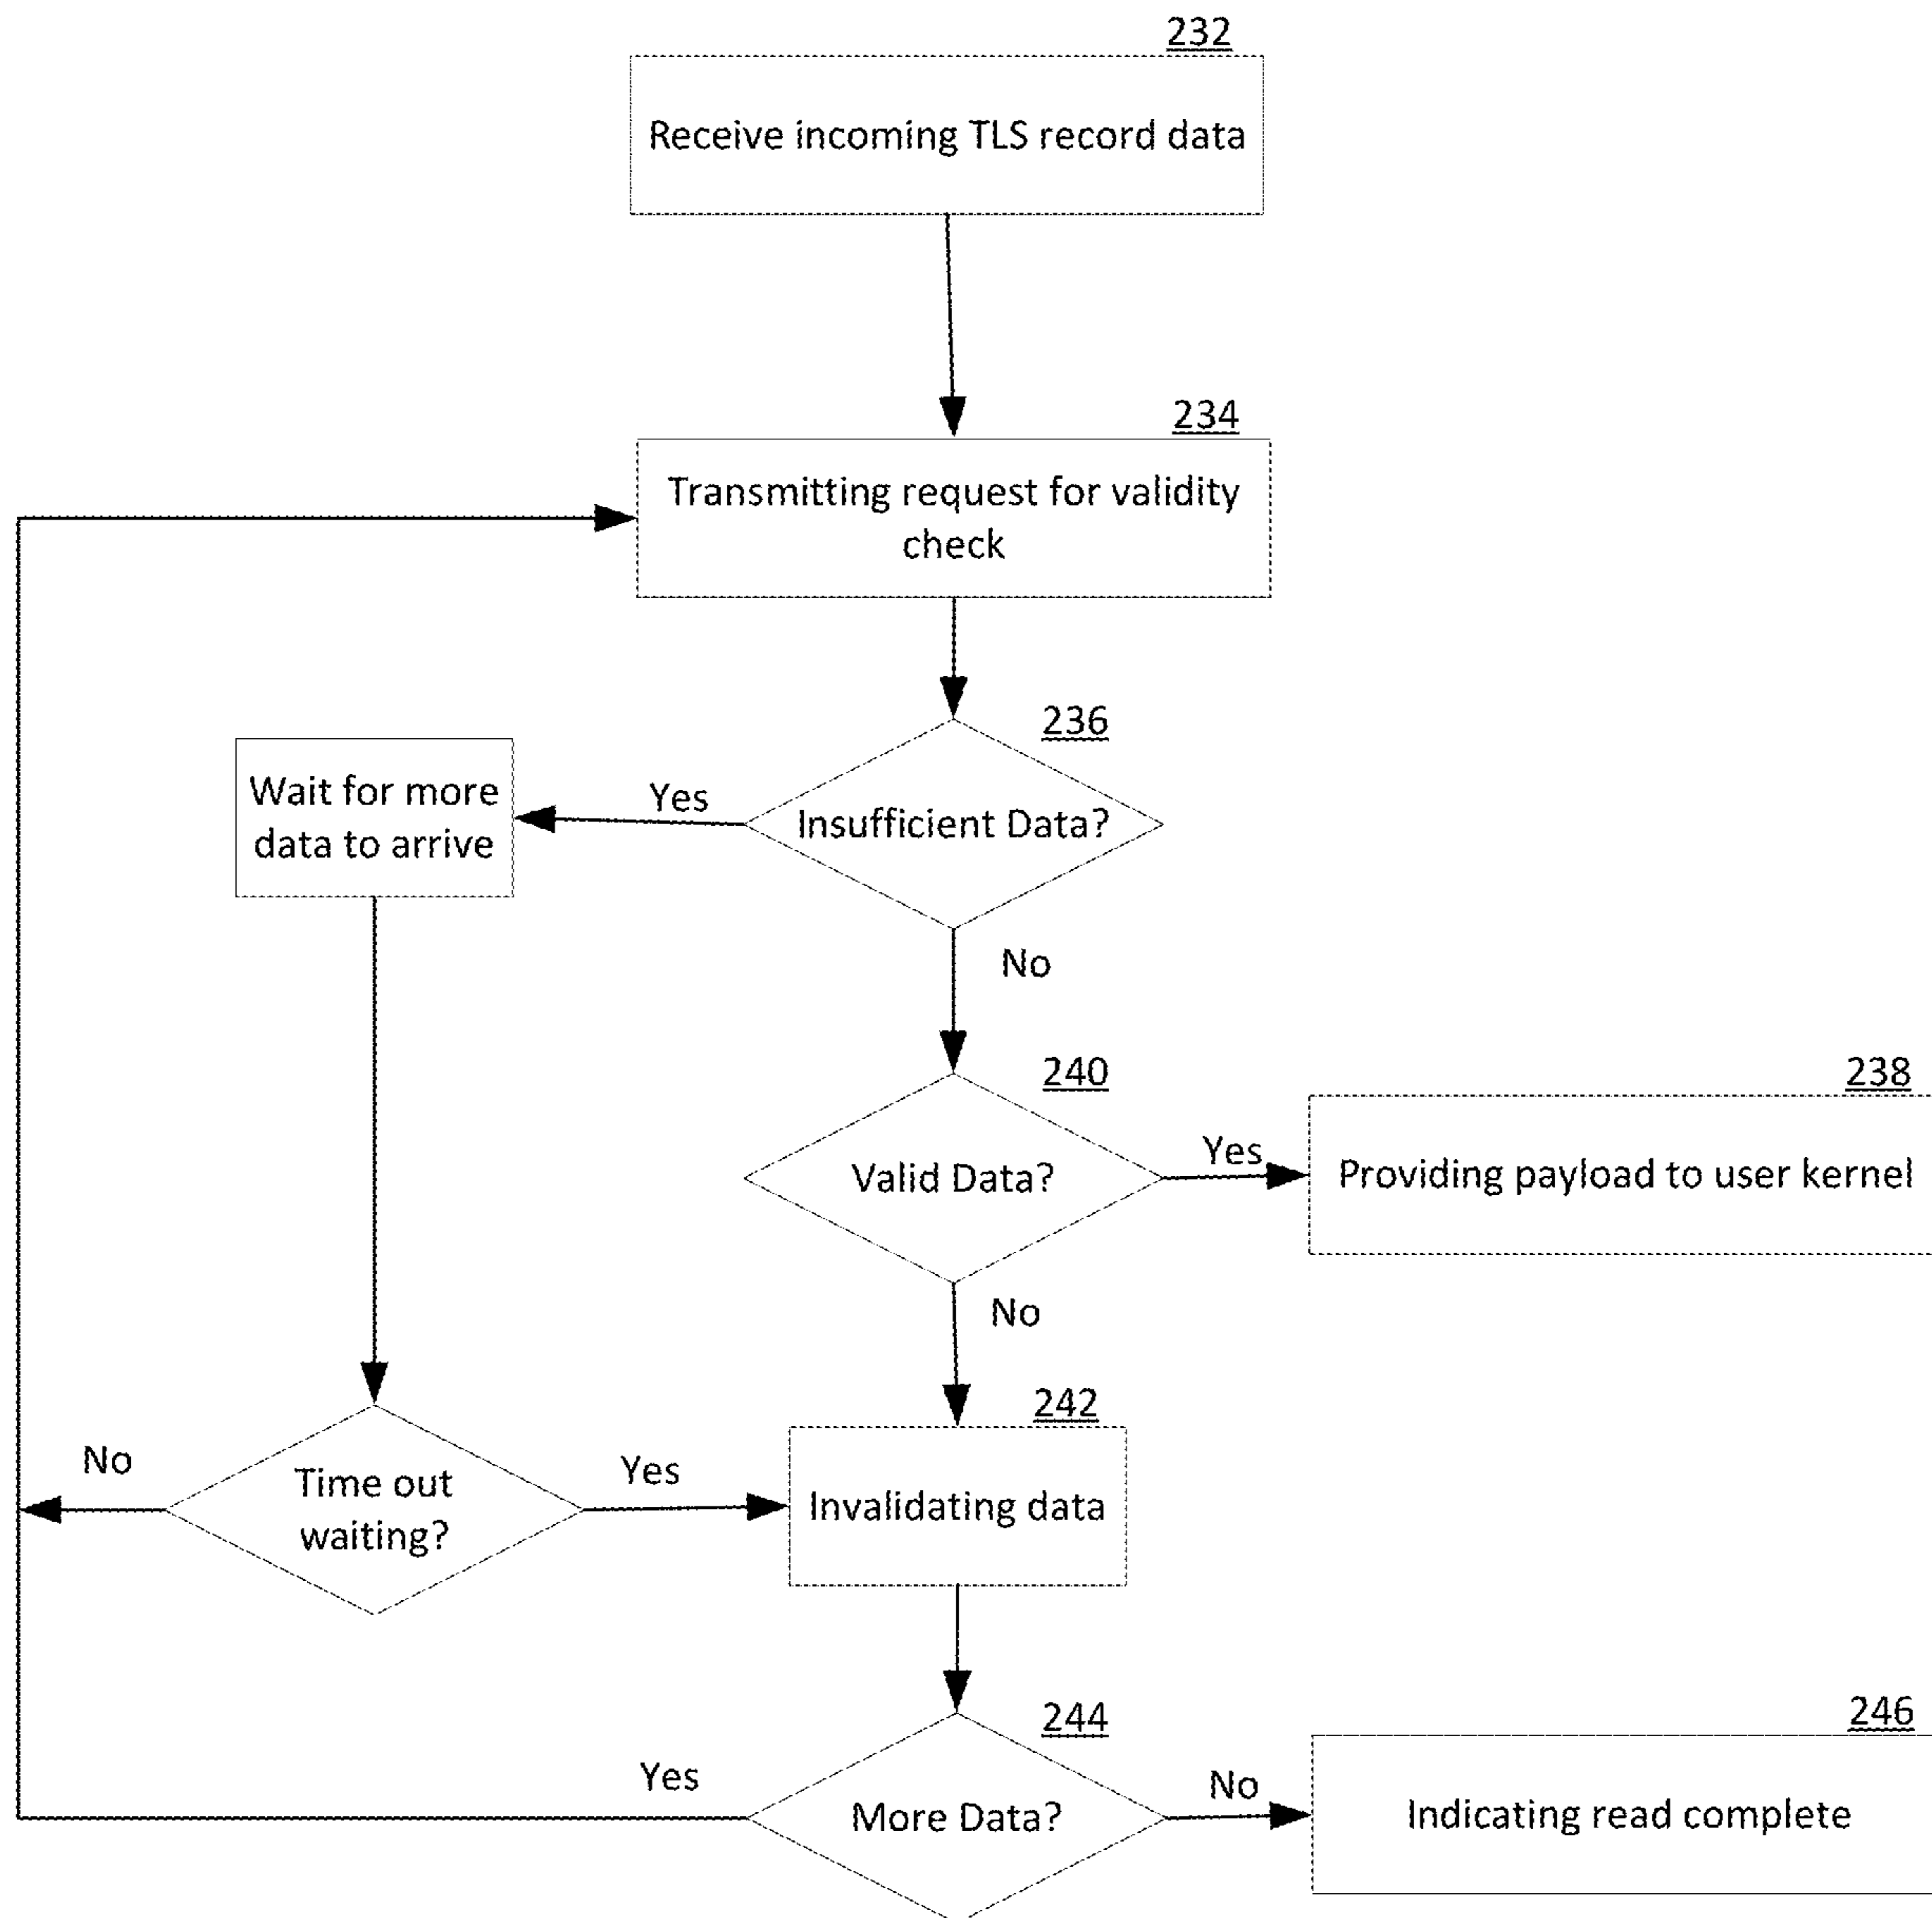 232
Receive incoming TLS record data
234
Transmitting request for validity
check
236
Insufficient Data?
Yes
Wait for more
data to arrive
No
240
Valid Data?
Yes
238
Providing payload to user kernel
No
242
Invalidating data
No
Time out
waiting?
Yes
244
More Data?
Yes
No
246
Indicating read complete